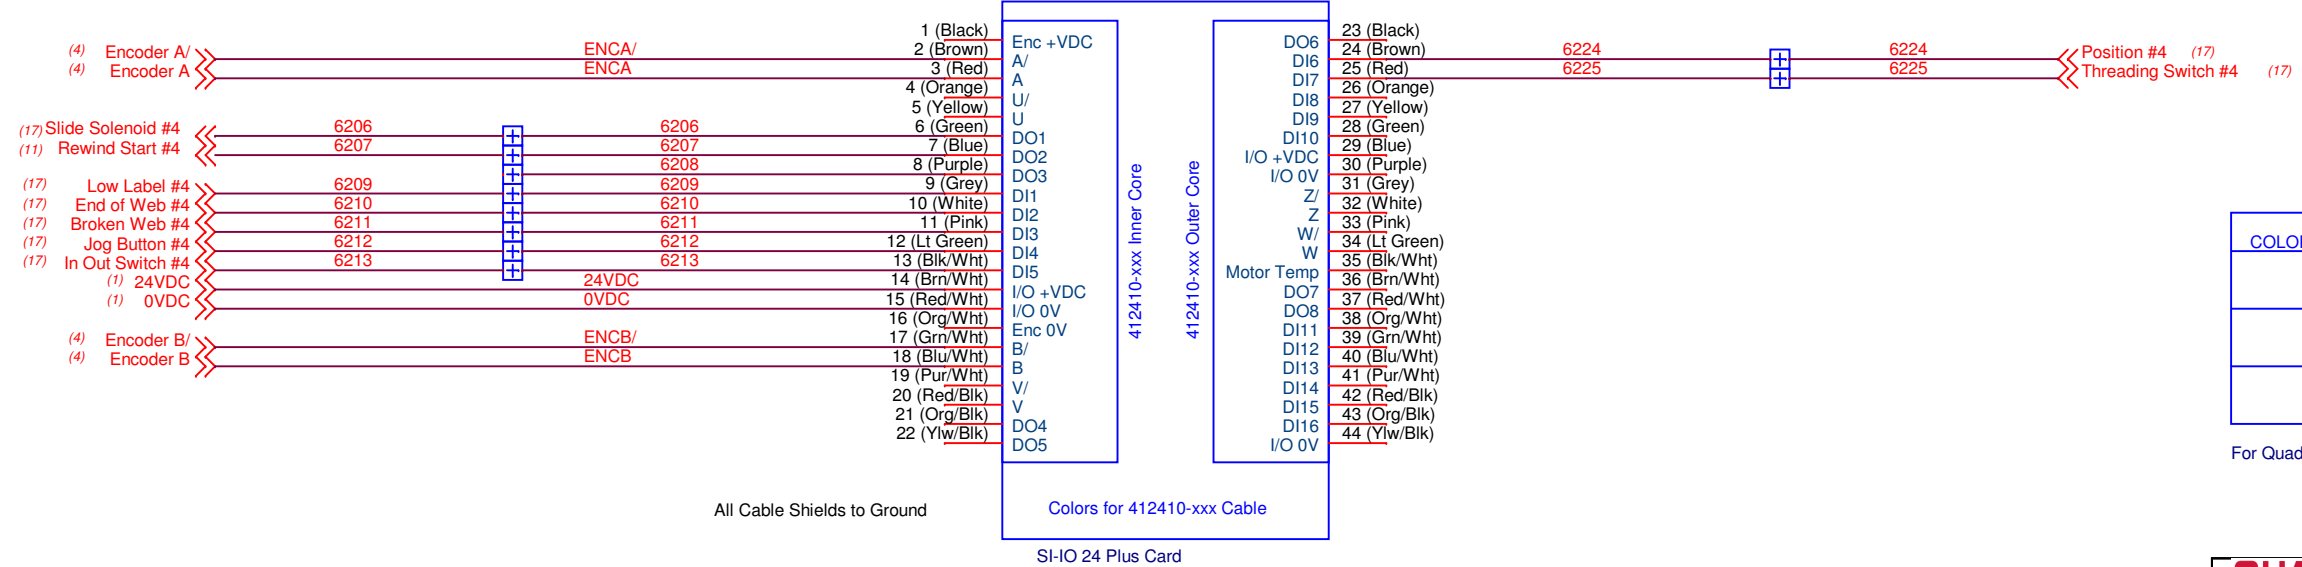 1 (Black) Enc +VDC DO6 23 (Black)
(4) Encoder A/ ENCA/ 2 (Brown) A/ DI6 24 (Brown) 6224 6224 Position #4 (17)
(4) Encoder A ENCA 3 (Red) A DI7 25 (Red) 6225 6225 Threading Switch #4 (17)
4 (Orange) U/ DI8 26 (Orange)
5 (Yellow) U DI9 27 (Yellow)
(17) Slide Solenoid #4 6206 6206 6 (Green) DO1 DI10 28 (Green)
(11) Rewind Start #4 6207 6207 7 (Blue) DO2 I/O +VDC 29 (Blue)
6208 8 (Purple) DO3 I/O 0V 30 (Purple)
(17) Low Label #4 6209 6209 9 (Grey) DI1 Z/ 31 (Grey)
(17) End of Web #4 6210 6210 10 (White) DI2 Z 32 (White)
(17) Broken Web #4 6211 6211 11 (Pink) DI3 W/ 33 (Pink)
(17) Jog Button #4 6212 6212 12 (Lt Green) DI4 W 34 (Lt Green)
(17) In Out Switch #4 6213 6213 13 (Blk/Wht) DI5 Motor Temp 35 (Blk/Wht)
(1) 24VDC 24VDC 14 (Brn/Wht) I/O +VDC DO7 36 (Brn/Wht)
(1) 0VDC 0VDC 15 (Red/Wht) I/O 0V DO8 37 (Red/Wht)
16 (Org/Wht) Enc 0V DI11 38 (Org/Wht)
(4) Encoder B/ ENCB/ 17 (Grn/Wht) B/ DI12 39 (Grn/Wht)
(4) Encoder B ENCB 18 (Blu/Wht) B DI13 40 (Blu/Wht)
19 (Pur/Wht) V/ DI14 41 (Pur/Wht)
20 (Red/Blk) V DI15 42 (Red/Blk)
21 (Org/Blk) DO4 DI16 43 (Org/Blk)
22 (Ylw/Blk) DO5 I/O 0V 44 (Ylw/Blk)
412410-xxx Inner Core
412410-xxx Outer Core
All Cable Shields to Ground
Colors for 412410-xxx Cable
SI-IO 24 Plus Card
For Quad